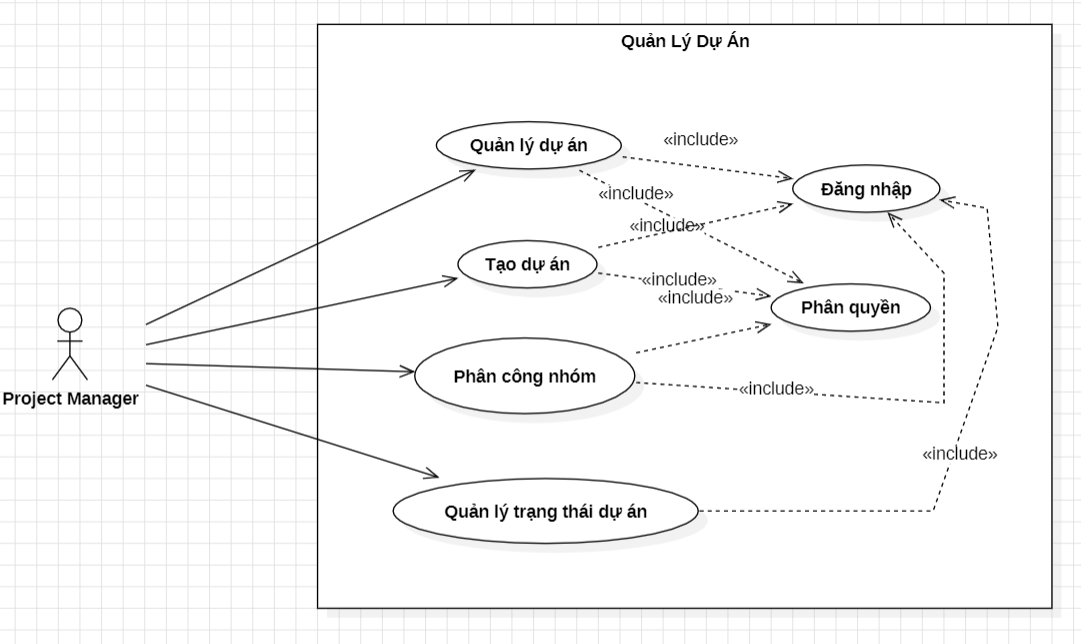 Quản Lý Dự Án
Quản lý dự án
«include»
Đăng nhập
«include»
«include»
Tạo dự án
«include»
«include»
Phân quyền
Phân công nhóm
«include»
Project Manager
«include»
Quản lý trạng thái dự án